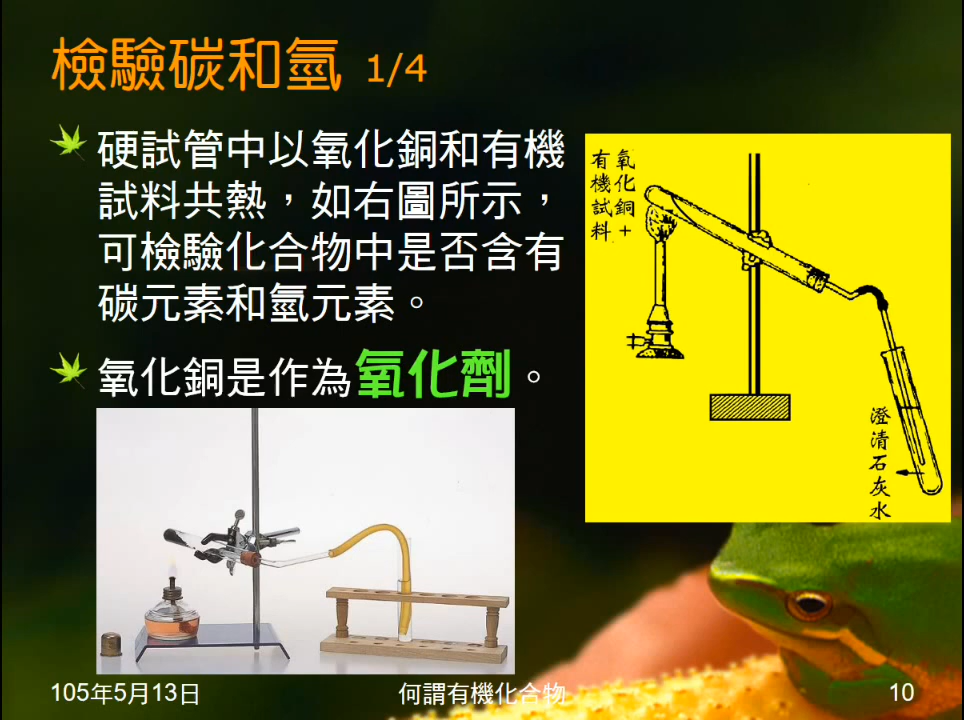 檢驗碳和氫 1/4
硬試管中以氧化銅和有機
試料共熱，如右圖所示，
可檢驗化合物中是否含有
碳元素和氫元素。
氧化銅是作為氧化劑。
氧化銅＋
有機試料
澄清石灰水
105年5月13日
何謂有機化合物
10